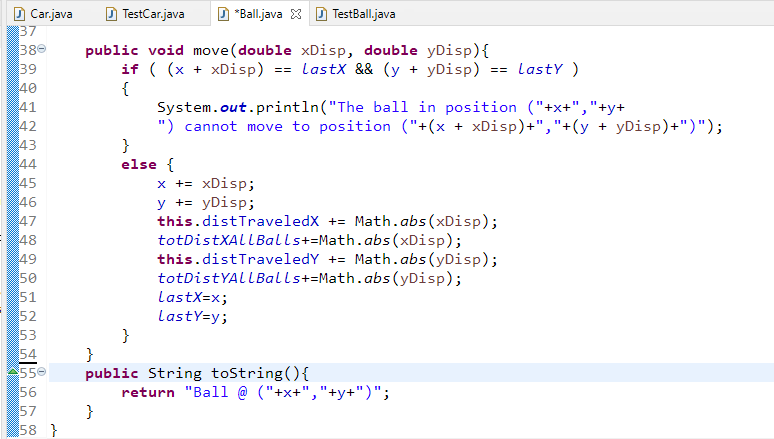 Car.java TestCar.java *Ball.java TestBall.java
37
38 public void move(double xDisp, double yDisp){
39 if ( (x + xDisp) == lastX && (y + yDisp) == lastY )
40 {
41 System.out.println("The ball in position ("+x+","+y+
42 ") cannot move to position ("+(x + xDisp)+","+(y + yDisp)+")");
43 }
44 else {
45 x += xDisp;
46 y += yDisp;
47 this.distTraveledX += Math.abs(xDisp);
48 totDistXAllBalls+=Math.abs(xDisp);
49 this.distTraveledY += Math.abs(yDisp);
50 totDistYAllBalls+=Math.abs(yDisp);
51 lastX=x;
52 lastY=y;
53 }
54 }
55 public String toString(){
56 return "Ball @ ("+x+","+y+")";
57 }
58 }